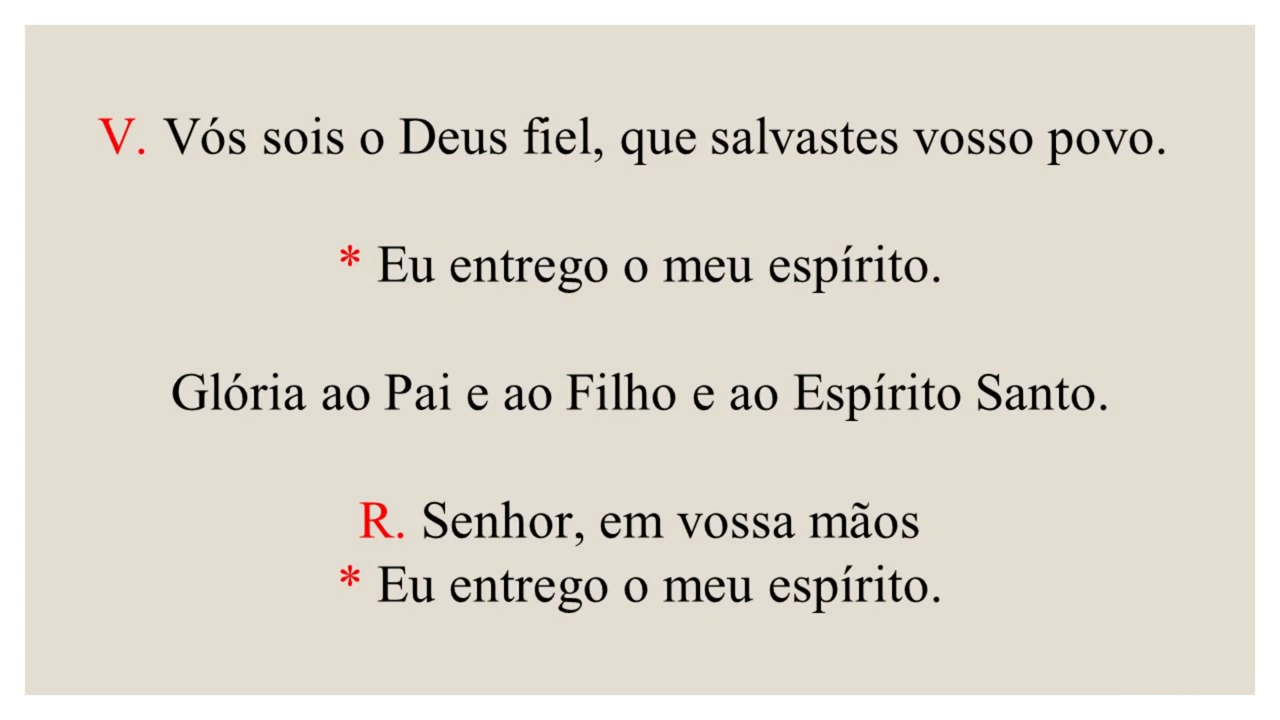 V. Vós sois o Deus fiel, que salvastes vosso povo.
* Eu entrego o meu espírito.
Glória ao Pai e ao Filho e ao Espírito Santo.
R. Senhor, em vossa mãos
* Eu entrego o meu espírito.